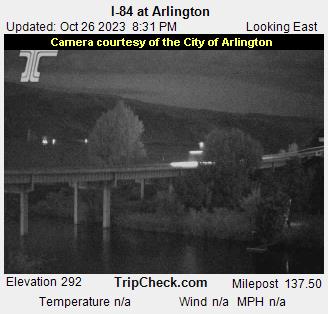 I-84 at Arlington
Updated: Oct 26 2023 8:31 PM Looking East
Camera courtesy of the City of Arlington
Elevation 292 TripCheck.com Milepost 137.50
Temperature n/a Wind n/a MPH n/a